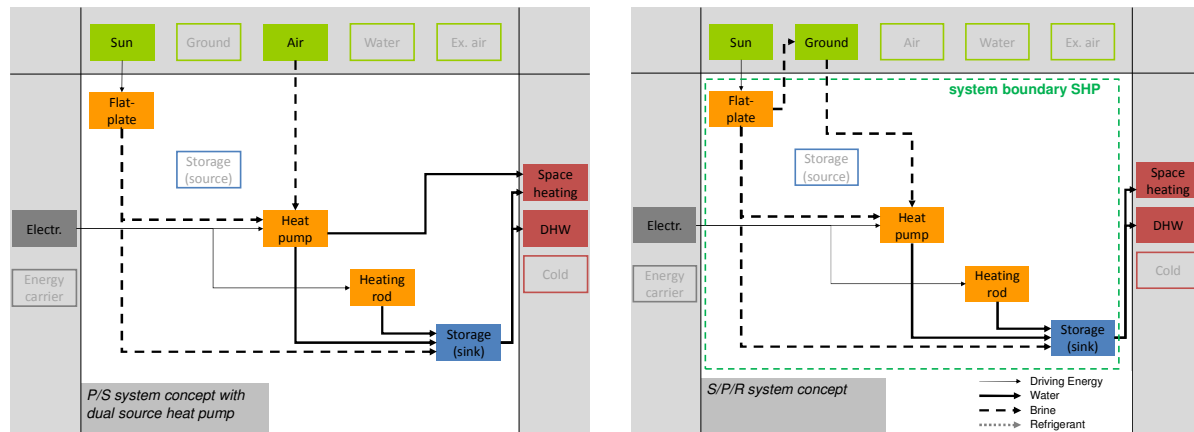 Sun
Ground
Air
Water
Ex. air
Flat-
plate
Storage
(source)
Space
heating
Electr.
Heat
pump
DHW
Energy
carrier
Heating
rod
Cold
Storage
(sink)
P/S system concept with
dual source heat pump
Sun
Ground
Air
Water
Ex. air
system boundary SHP
Flat-
plate
Storage
(source)
Space
heating
Electr.
Heat
pump
DHW
Energy
carrier
Heating
rod
Cold
Storage
(sink)
S/P/R system concept
Driving Energy
Water
Brine
Refrigerant